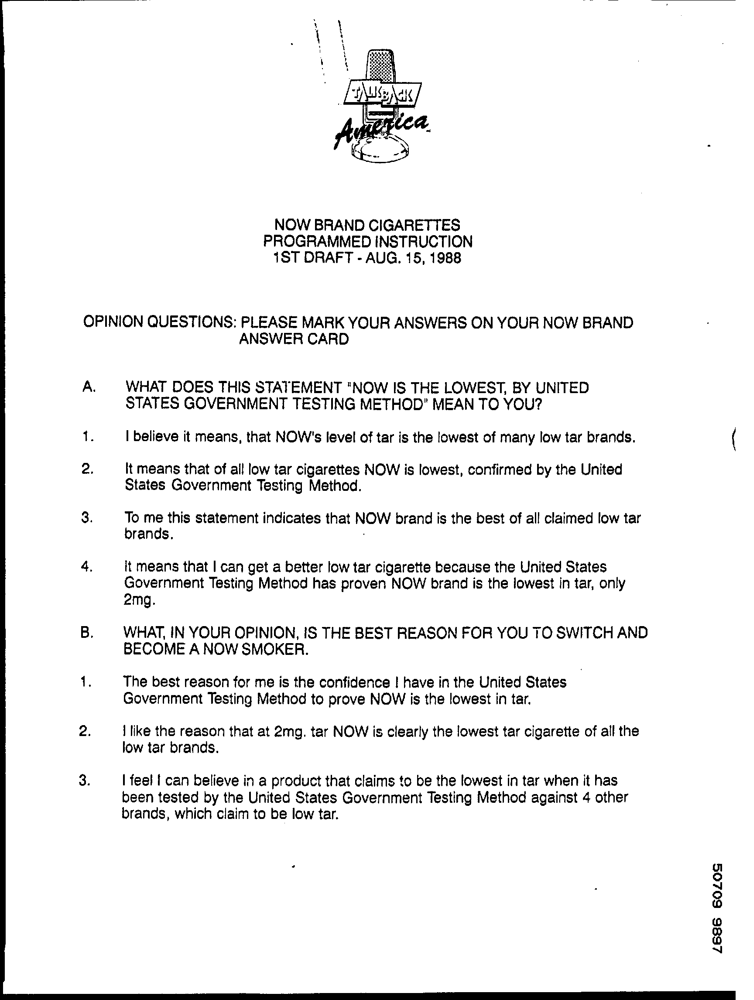 TALKBACK
America
NOW BRAND CIGARETTES
PROGRAMMED INSTRUCTION
1ST DRAFT - AUG. 15, 1988
OPINION QUESTIONS: PLEASE MARK YOUR ANSWERS ON YOUR NOW BRAND
ANSWER CARD
A. WHAT DOES THIS STATEMENT "NOW IS THE LOWEST, BY UNITED
STATES GOVERNMENT TESTING METHOD" MEAN TO YOU?
1. I believe it means, that NOW's level of tar is the lowest of many low tar brands.
2. It means that of all low tar cigarettes NOW is lowest, confirmed by the United
States Government Testing Method.
3. To me this statement indicates that NOW brand is the best of all claimed low tar
brands.
4. It means that I can get a better low tar cigarette because the United States
Government Testing Method has proven NOW brand is the lowest in tar, only
2mg.
B. WHAT, IN YOUR OPINION, IS THE BEST REASON FOR YOU TO SWITCH AND
BECOME A NOW SMOKER.
1. The best reason for me is the confidence I have in the United States
Government Testing Method to prove NOW is the lowest in tar.
2. I like the reason that at 2mg. tar NOW is clearly the lowest tar cigarette of all the
low tar brands.
3. I feel I can believe in a product that claims to be the lowest in tar when it has
been tested by the United States Government Testing Method against 4 other
brands, which claim to be low tar.
50709 9897